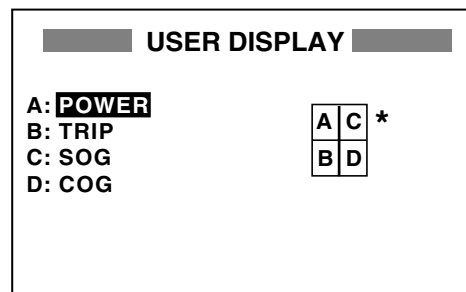 USER DISPLAY
A: POWER
B: TRIP
C: SOG
D: COG
A C *
B D